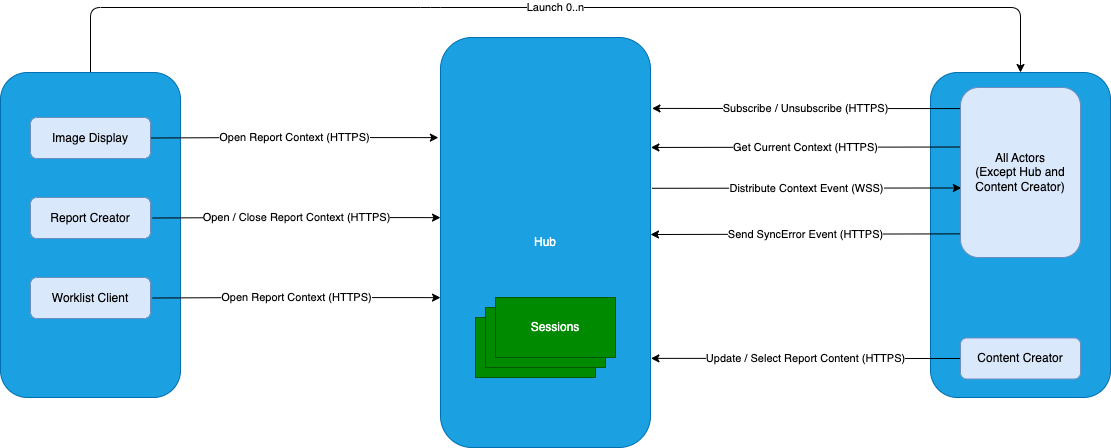 Launch 0..n
Image Display
Open Report Context (HTTPS)
Report Creator
Open / Close Report Context (HTTPS)
Worklist Client
Open Report Context (HTTPS)
Hub
Sessions
Subscribe / Unsubscribe (HTTPS)
Get Current Context (HTTPS)
Distribute Context Event (WSS)
Send SyncError Event (HTTPS)
Update / Select Report Content (HTTPS)
All Actors
(Except Hub and
Content Creator)
Content Creator